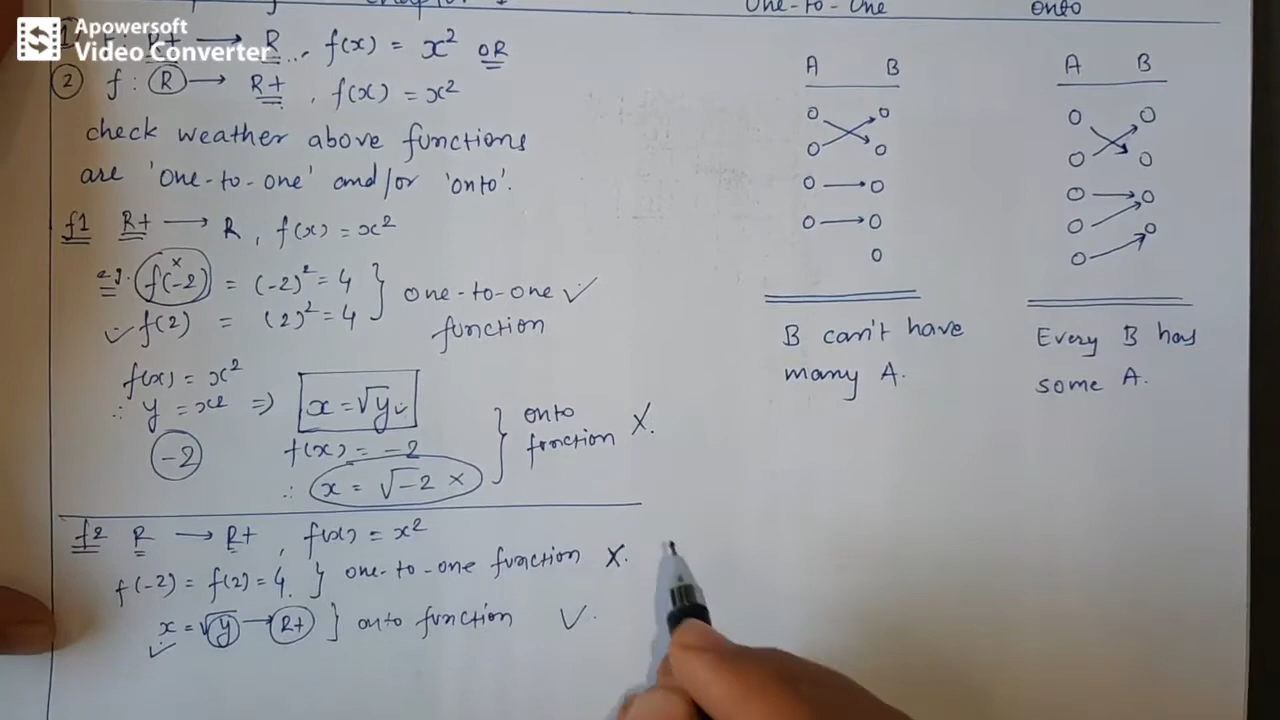 Apowersoft
Video Converter
one-to-one
onto
R+ → R, f(x) = x² OR
② f: R → R+, f(x) = x²
check weather above functions
are 'one-to-one' and/or 'onto'.
f1 R+ → R, f(x) = x²
e.g. f(-2) = (-2)² = 4
f(2) = (2)² = 4
} one-to-one ✓
function
f(x) = x²
∴ y = x² ⇒ x = √y
-2 f(x) = -2
∴ x = √-2 ×
} onto
function X.
f2 R → R+, f(x) = x²
f(-2) = f(2) = 4. } one-to-one function X.
x = √y → R+ } onto function ✓.
A B
B can't have
many A.
A B
Every B has
some A.